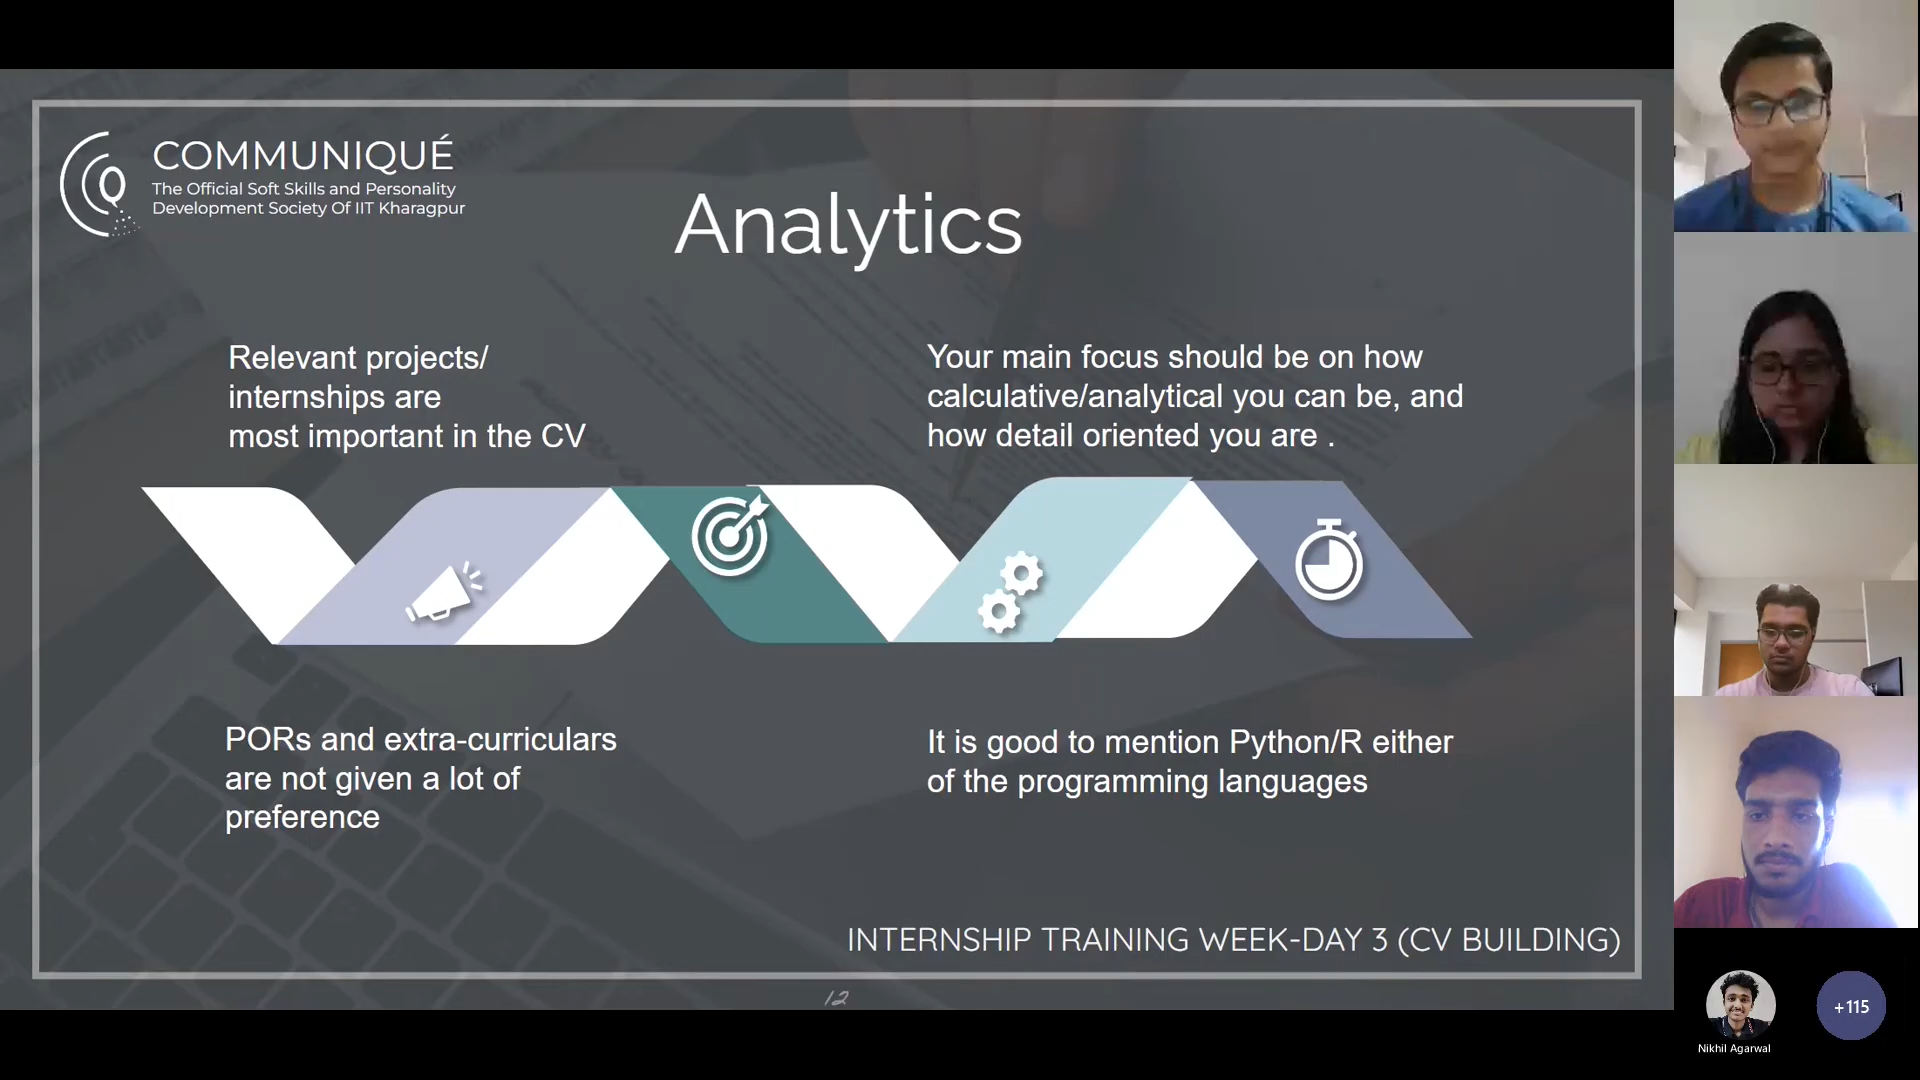 COMMUNIQUÉ
The Official Soft Skills and Personality
Development Society Of IIT Kharagpur
Analytics
Relevant projects/
internships are
most important in the CV
Your main focus should be on how
calculative/analytical you can be, and
how detail oriented you are .
PORs and extra-curriculars
are not given a lot of
preference
It is good to mention Python/R either
of the programming languages
INTERNSHIP TRAINING WEEK-DAY 3 (CV BUILDING)
12
Nikhil Agarwal
+115